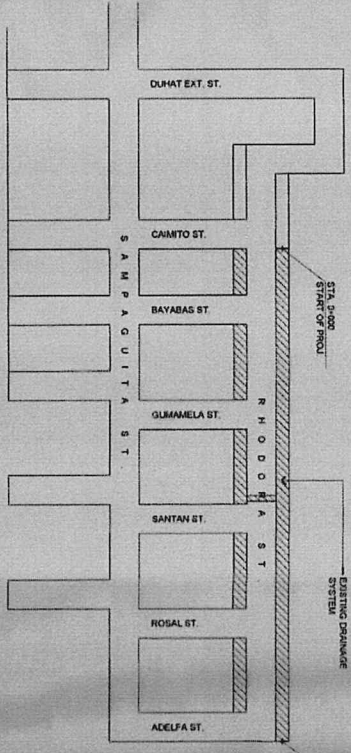 DUHAT EXT. ST.
CAIMITO ST.
STA. 0+000
START OF PROJ
SAMPAGUITA ST
BAYABAS ST.
RHODORA ST
GUMAMELA ST.
EXISTING DRAINAGE
SYSTEM
SANTAN ST.
ROSAL ST.
ADELFA ST.